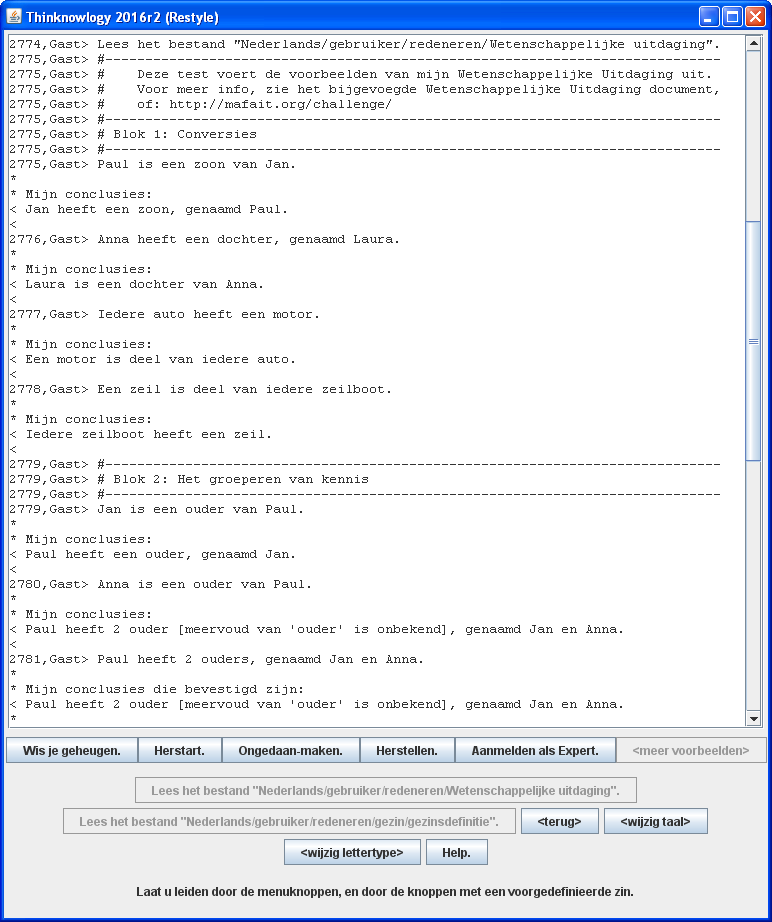 Thinknowlogy 2016r2 (Restyle)
2774,Gast> Lees het bestand "Nederlands/gebruiker/redeneren/Wetenschappelijke uitdaging".
2775,Gast> #-----------------------------------------------------------------------------
2775,Gast> #    Deze test voert de voorbeelden van mijn Wetenschappelijke Uitdaging uit.
2775,Gast> #    Voor meer info, zie het bijgevoegde Wetenschappelijke Uitdaging document,
2775,Gast> #    of: http://mafait.org/challenge/
2775,Gast> #-----------------------------------------------------------------------------
2775,Gast> # Blok 1: Conversies
2775,Gast> #-----------------------------------------------------------------------------
2775,Gast> Paul is een zoon van Jan.
*
* Mijn conclusies:
< Jan heeft een zoon, genaamd Paul.
<
2776,Gast> Anna heeft een dochter, genaamd Laura.
*
* Mijn conclusies:
< Laura is een dochter van Anna.
<
2777,Gast> Iedere auto heeft een motor.
*
* Mijn conclusies:
< Een motor is deel van iedere auto.
<
2778,Gast> Een zeil is deel van iedere zeilboot.
*
* Mijn conclusies:
< Iedere zeilboot heeft een zeil.
<
2779,Gast> #-----------------------------------------------------------------------------
2779,Gast> # Blok 2: Het groeperen van kennis
2779,Gast> #-----------------------------------------------------------------------------
2779,Gast> Jan is een ouder van Paul.
*
* Mijn conclusies:
< Paul heeft een ouder, genaamd Jan.
<
2780,Gast> Anna is een ouder van Paul.
*
* Mijn conclusies:
< Paul heeft 2 ouder [meervoud van 'ouder' is onbekend], genaamd Jan en Anna.
<
2781,Gast> Paul heeft 2 ouders, genaamd Jan en Anna.
*
* Mijn conclusies die bevestigd zijn:
< Paul heeft 2 ouder [meervoud van 'ouder' is onbekend], genaamd Jan en Anna.
*
Wis je geheugen. Herstart. Ongedaan-maken. Herstellen. Aanmelden als Expert. <meer voorbeelden>
Lees het bestand "Nederlands/gebruiker/redeneren/Wetenschappelijke uitdaging".
Lees het bestand "Nederlands/gebruiker/redeneren/gezin/gezinsdefinitie". <terug> <wijzig taal>
<wijzig lettertype> Help.
Laat u leiden door de menuknoppen, en door de knoppen met een voorgedefinieerde zin.